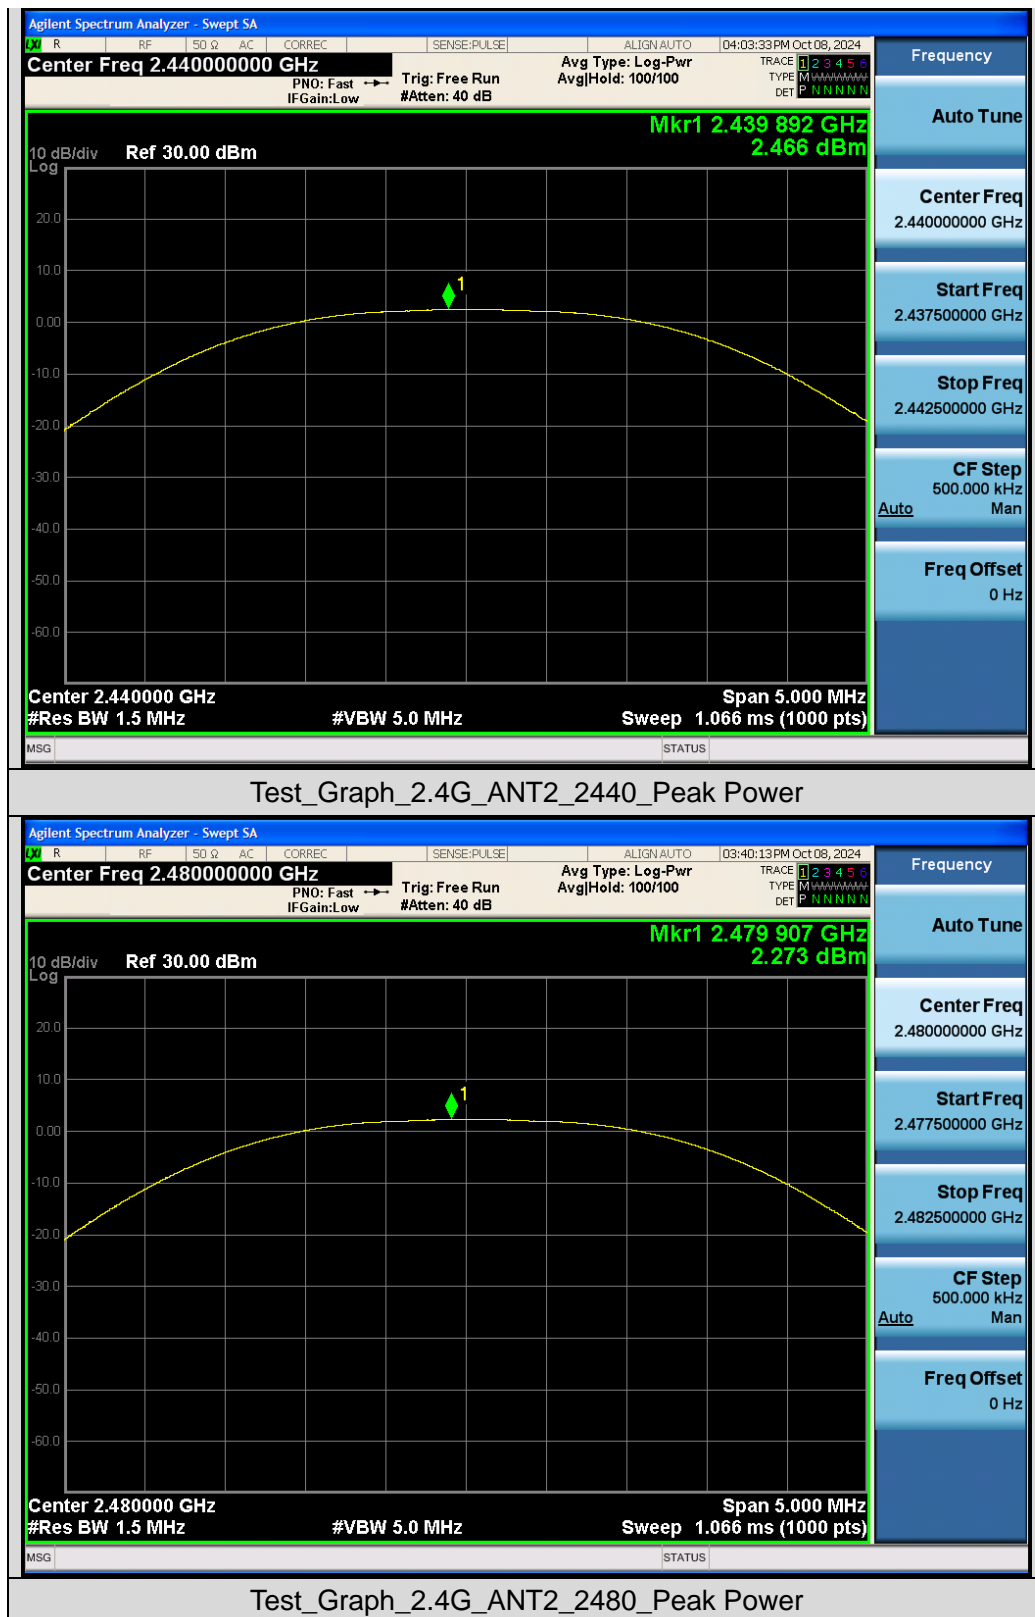 Agilent Spectrum Analyzer - Swept SA
LXI R RF 50 Ω AC CORREC SENSE:PULSE ALIGN AUTO 04:03:33 PM Oct 08, 2024
Center Freq 2.440000000 GHz
PNO: Fast
IFGain:Low
Trig: Free Run
#Atten: 40 dB
Avg Type: Log-Pwr
Avg|Hold: 100/100
TRACE 1 2 3 4 5 6
TYPE M
DET P N N N N N
Frequency
Auto Tune
Center Freq
2.440000000 GHz
Start Freq
2.437500000 GHz
Stop Freq
2.442500000 GHz
CF Step
500.000 kHz
Auto Man
Freq Offset
0 Hz
Mkr1 2.439 892 GHz
2.466 dBm
10 dB/div Ref 30.00 dBm
Log
1
20.0
10.0
0.00
-10.0
-20.0
-30.0
-40.0
-50.0
-60.0
Center 2.440000 GHz Span 5.000 MHz
#Res BW 1.5 MHz #VBW 5.0 MHz Sweep 1.066 ms (1000 pts)
MSG STATUS
Test_Graph_2.4G_ANT2_2440_Peak Power
Agilent Spectrum Analyzer - Swept SA
LXI R RF 50 Ω AC CORREC SENSE:PULSE ALIGN AUTO 03:40:13 PM Oct 08, 2024
Center Freq 2.480000000 GHz
PNO: Fast
IFGain:Low
Trig: Free Run
#Atten: 40 dB
Avg Type: Log-Pwr
Avg|Hold: 100/100
TRACE 1 2 3 4 5 6
TYPE M
DET P N N N N N
Frequency
Auto Tune
Center Freq
2.480000000 GHz
Start Freq
2.477500000 GHz
Stop Freq
2.482500000 GHz
CF Step
500.000 kHz
Auto Man
Freq Offset
0 Hz
Mkr1 2.479 907 GHz
2.273 dBm
10 dB/div Ref 30.00 dBm
Log
1
20.0
10.0
0.00
-10.0
-20.0
-30.0
-40.0
-50.0
-60.0
Center 2.480000 GHz Span 5.000 MHz
#Res BW 1.5 MHz #VBW 5.0 MHz Sweep 1.066 ms (1000 pts)
MSG STATUS
Test_Graph_2.4G_ANT2_2480_Peak Power